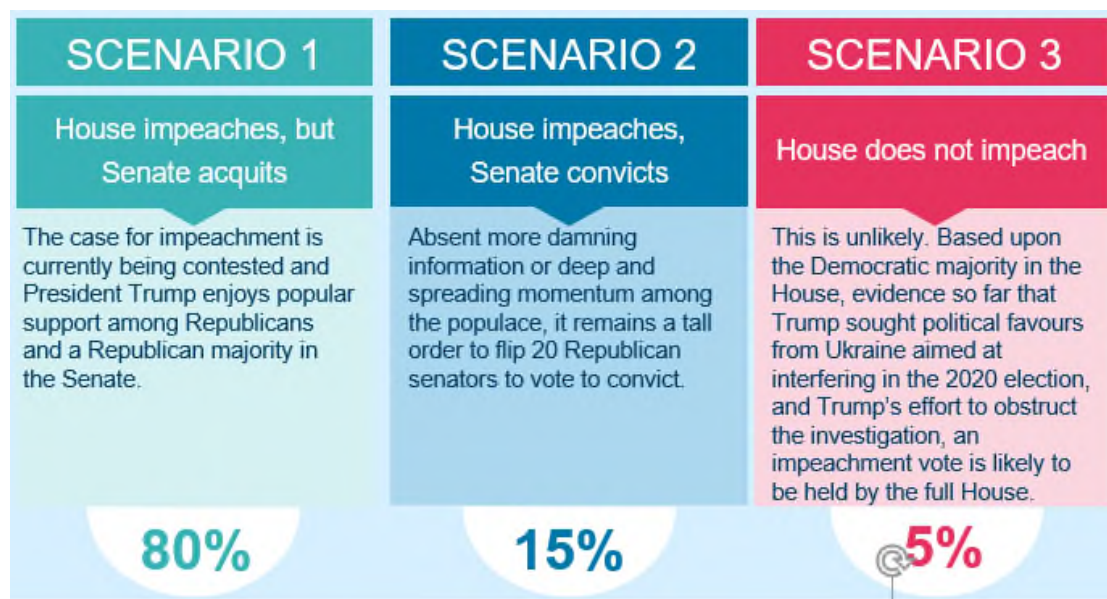 SCENARIO 1
House impeaches, but
Senate acquits
The case for impeachment is
currently being contested and
President Trump enjoys popular
support among Republicans
and a Republican majority in
the Senate.
80%
SCENARIO 2
House impeaches,
Senate convicts
Absent more damning
information or deep and
spreading momentum among
the populace, it remains a tall
order to flip 20 Republican
senators to vote to convict.
15%
SCENARIO 3
House does not impeach
This is unlikely. Based upon
the Democratic majority in the
House, evidence so far that
Trump sought political favours
from Ukraine aimed at
interfering in the 2020 election,
and Trump's effort to obstruct
the investigation, an
impeachment vote is likely to
be held by the full House.
5%